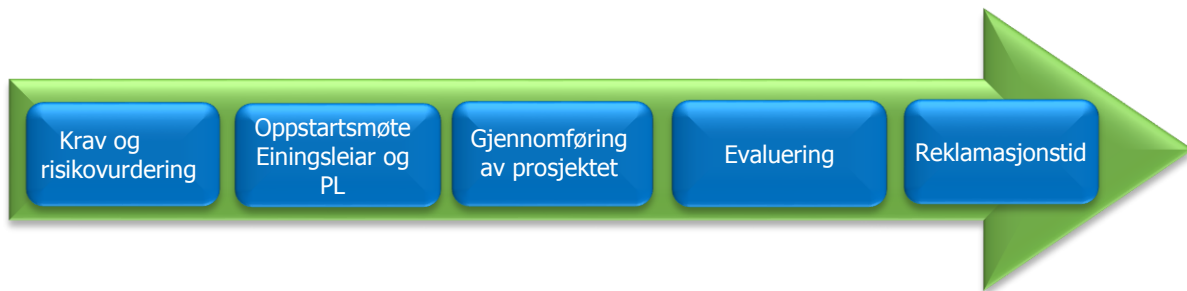 Krav og
risikovurdering
Oppstartsmøte
Einingsleiar og
PL
Gjennomføring
av prosjektet
Evaluering
Reklamasjonstid